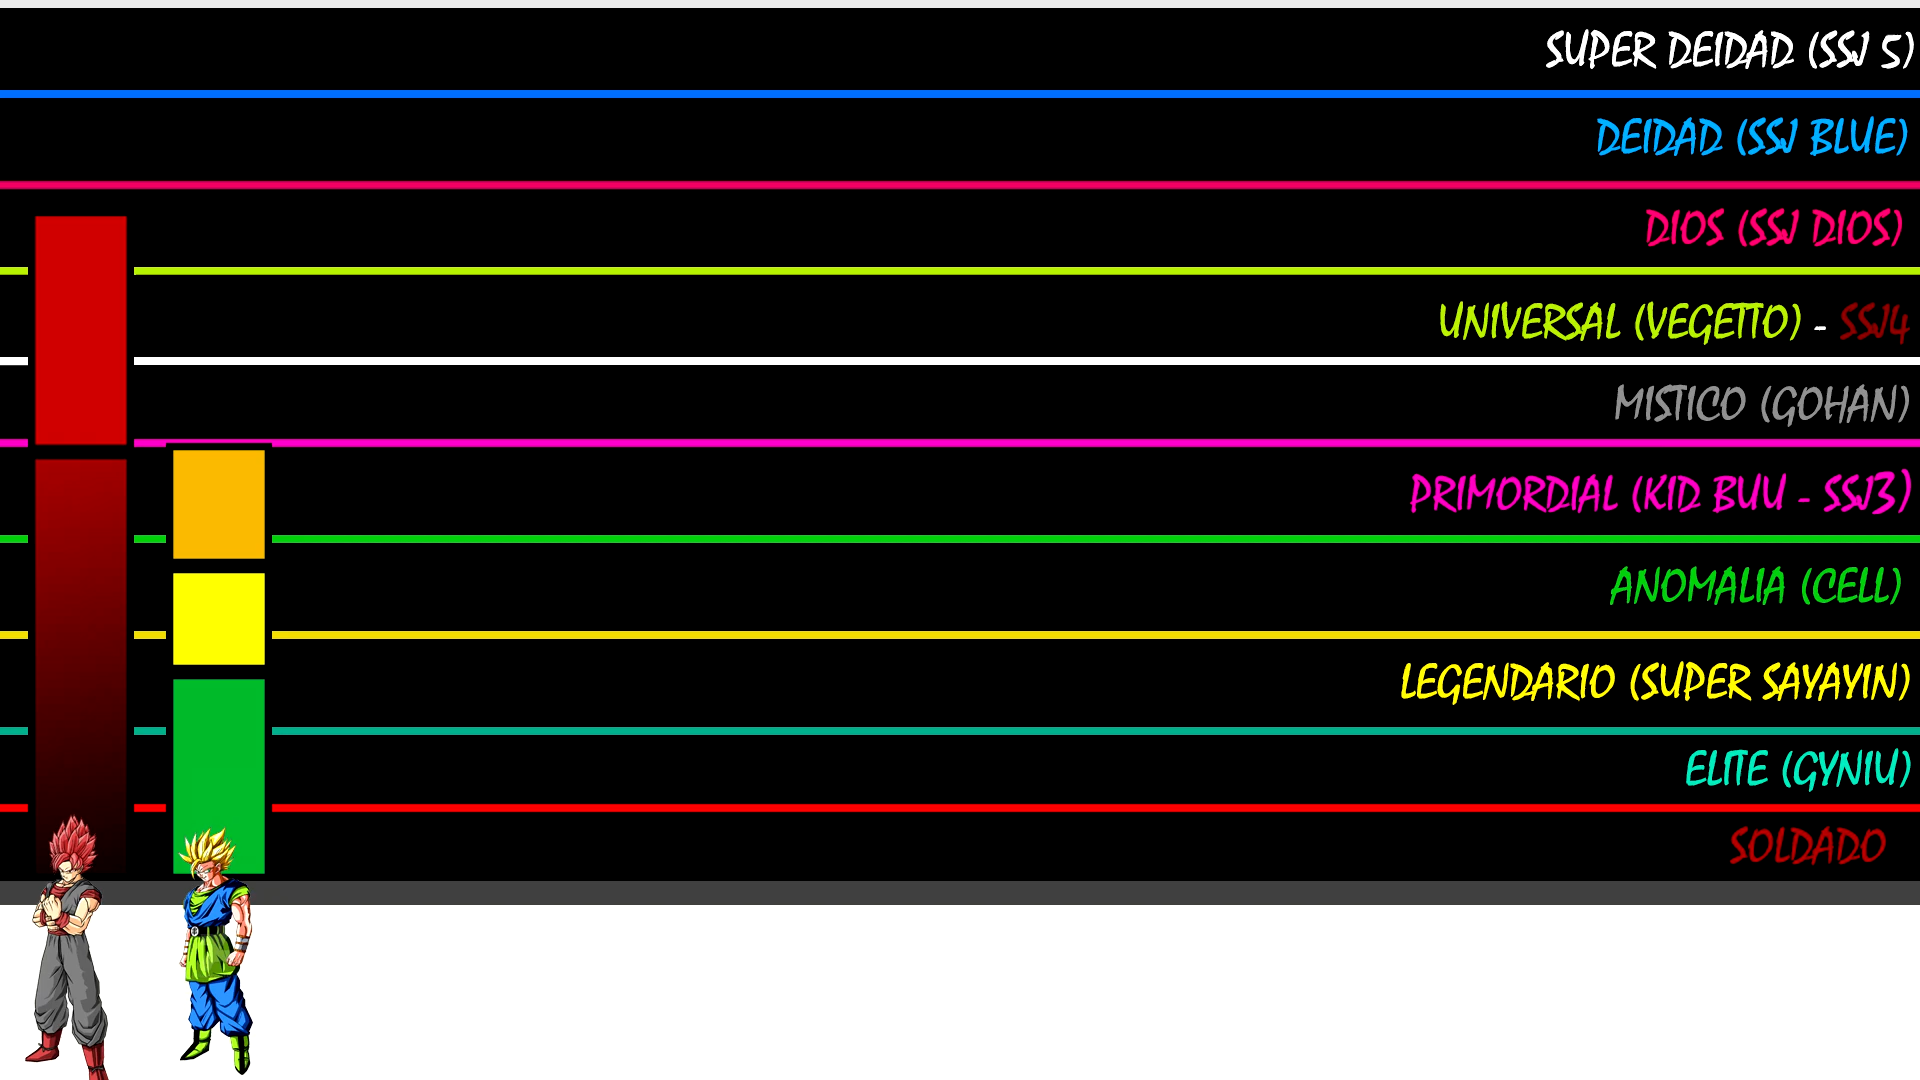 SUPER DEIDAD (SSJ 5)
DEIDAD (SSJ BLUE)
DIOS (SSJ DIOS)
UNIVERSAL (VEGETTO) - SSJ4
MISTICO (GOHAN)
PRIMORDIAL (KID BUU - SSJ3)
ANOMALIA (CELL)
LEGENDARIO (SUPER SAYAYIN)
ELITE (GYNIU)
SOLDADO